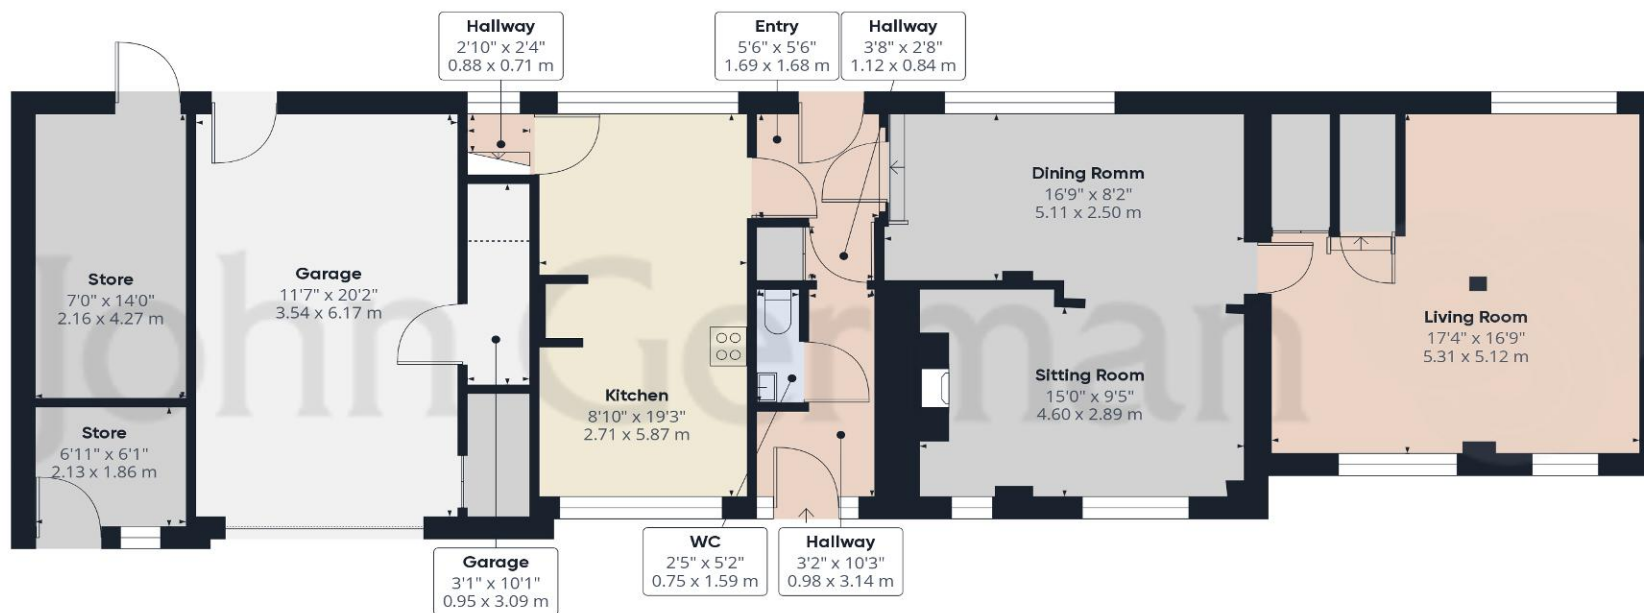 Hallway
2'10" x 2'4"
0.88 x 0.71 m
Entry
5'6" x 5'6"
1.69 x 1.68 m
Hallway
3'8" x 2'8"
1.12 x 0.84 m
Store
7'0" x 14'0"
2.16 x 4.27 m
Garage
11'7" x 20'2"
3.54 x 6.17 m
Dining Romm
16'9" x 8'2"
5.11 x 2.50 m
Living Room
17'4" x 16'9"
5.31 x 5.12 m
Kitchen
8'10" x 19'3"
2.71 x 5.87 m
Sitting Room
15'0" x 9'5"
4.60 x 2.89 m
Store
6'11" x 6'1"
2.13 x 1.86 m
Garage
3'1" x 10'1"
0.95 x 3.09 m
WC
2'5" x 5'2"
0.75 x 1.59 m
Hallway
3'2" x 10'3"
0.98 x 3.14 m
John German